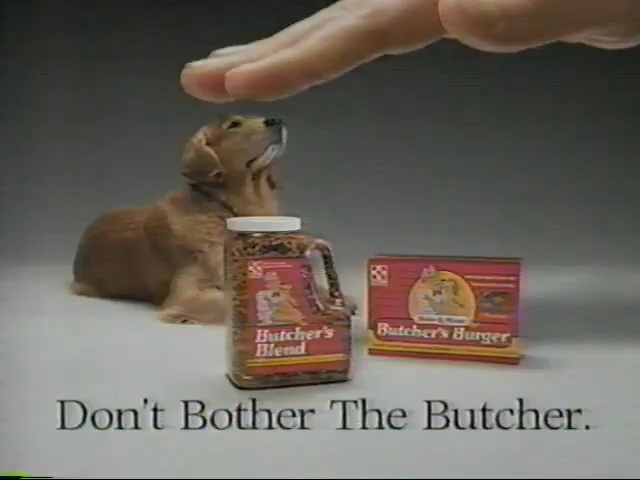 Butcher's
Blend
Butcher's Burger
Don't Bother The Butcher.